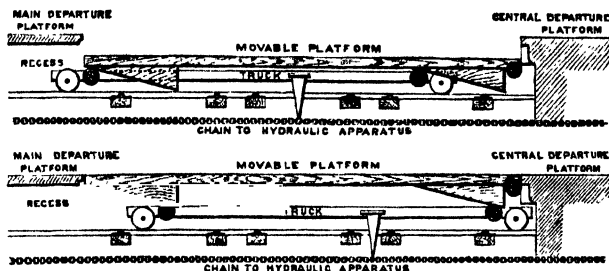 MAIN DEPARTURE
PLATFORM
CENTRAL DEPARTURE
PLATFORM
MOVABLE PLATFORM
RECESS
TRUCK
CHAIN TO HYDRAULIC APPARATUS
MAIN DEPARTURE
PLATFORM
MOVABLE PLATFORM
CENTRAL DEPARTURE
PLATFORM
RECESS
TRUCK
CHAIN TO HYDRAULIC APPARATUS